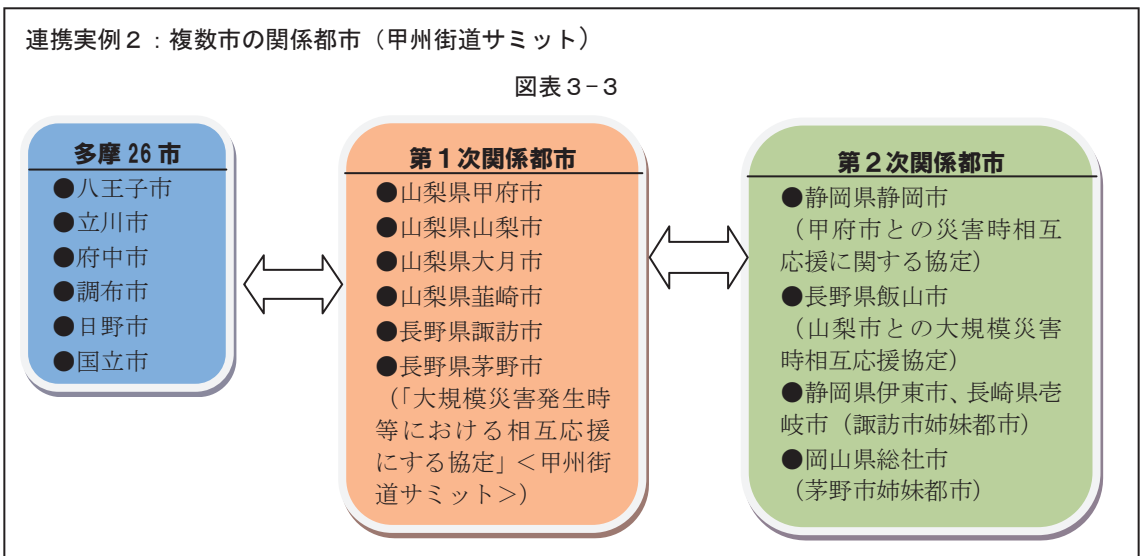 連携実例２：複数市の関係都市（甲州街道サミット）
図表３−３
多摩 26 市
●八王子市
●立川市
●府中市
●調布市
●日野市
●国立市
第１次関係都市
●山梨県甲府市
●山梨県山梨市
●山梨県大月市
●山梨県韮崎市
●長野県諏訪市
●長野県茅野市
（「大規模災害発生時
等における相互応援
にする協定」＜甲州街
道サミット＞）
第２次関係都市
●静岡県静岡市
（甲府市との災害時相互
応援に関する協定）
●長野県飯山市
（山梨市との大規模災害
時相互応援協定）
●静岡県伊東市、長崎県壱
岐市（諏訪市姉妹都市）
●岡山県総社市
（茅野市姉妹都市）